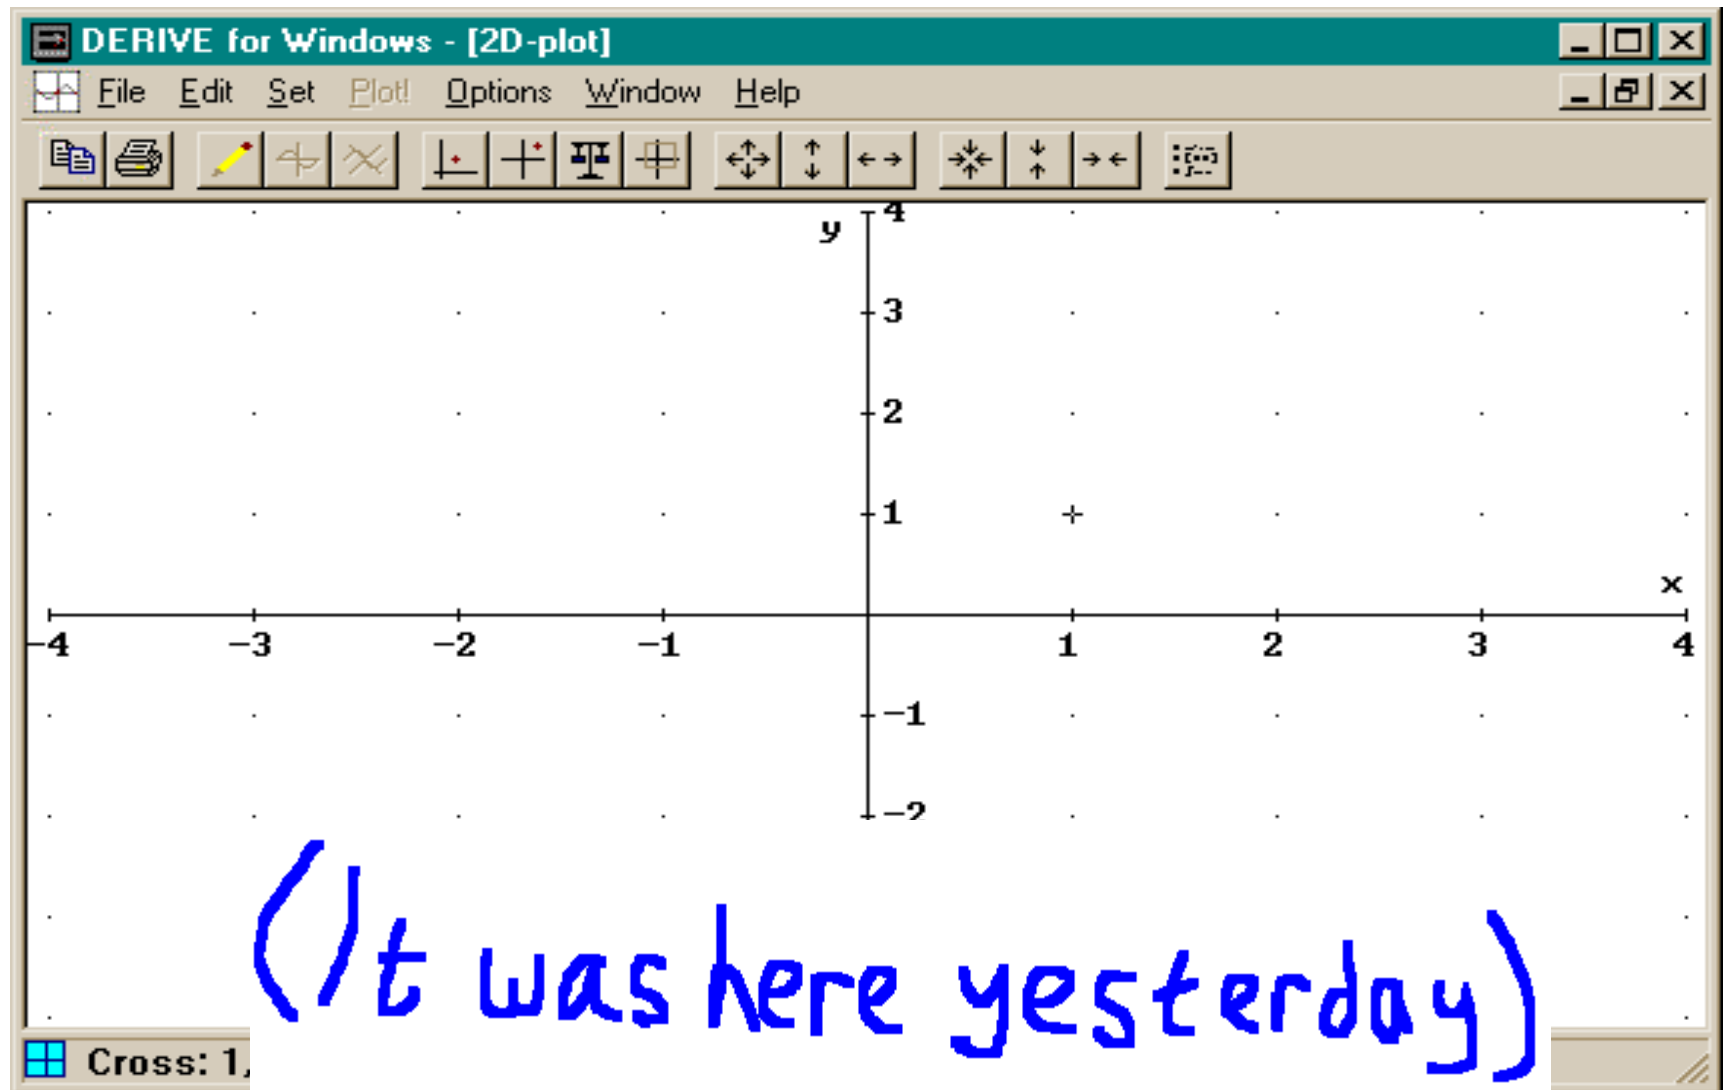 DERIVE for Windows - [2D-plot]
File Edit Set Plot! Options Window Help
y 4
3
2
1
x
-4 -3 -2 -1 1 2 3 4
-1
-2
(It was here yesterday)
Cross: 1,